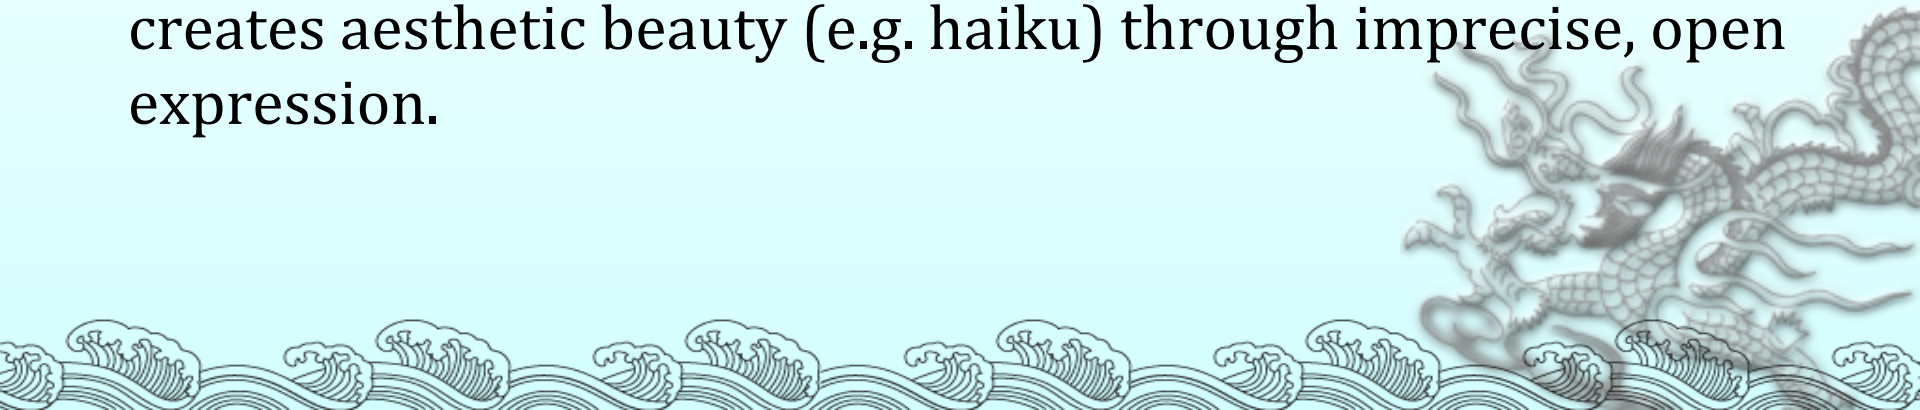 creates aesthetic beauty (e.g. haiku) through imprecise, open
expression.